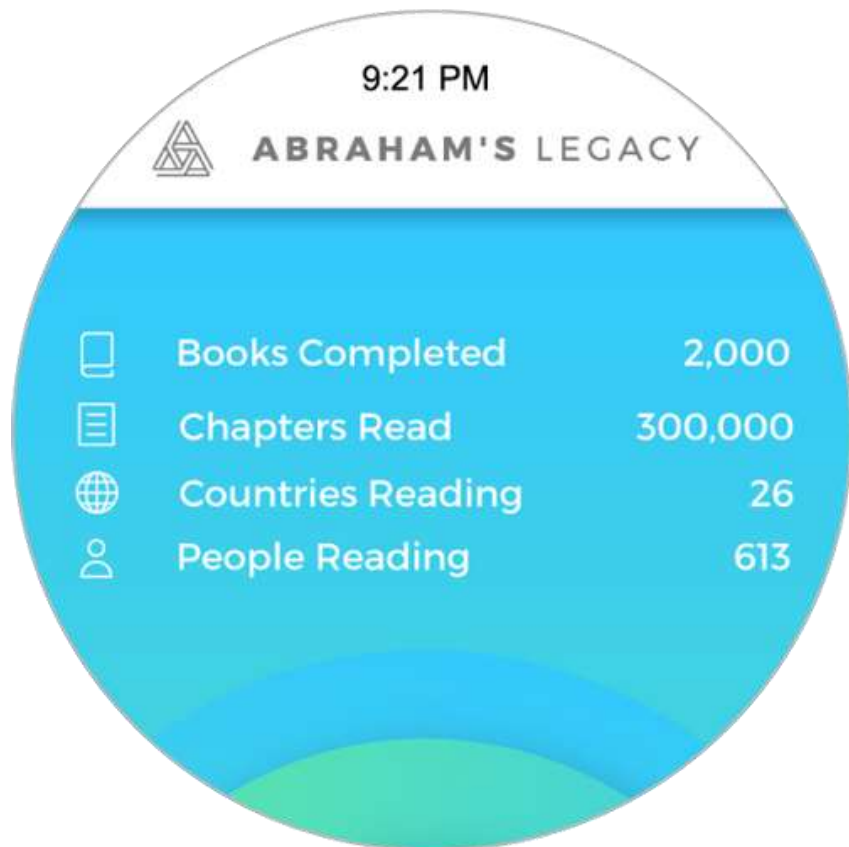 9:21 PM
ABRAHAM'S LEGACY
Books Completed 2,000
Chapters Read 300,000
Countries Reading 26
People Reading 613